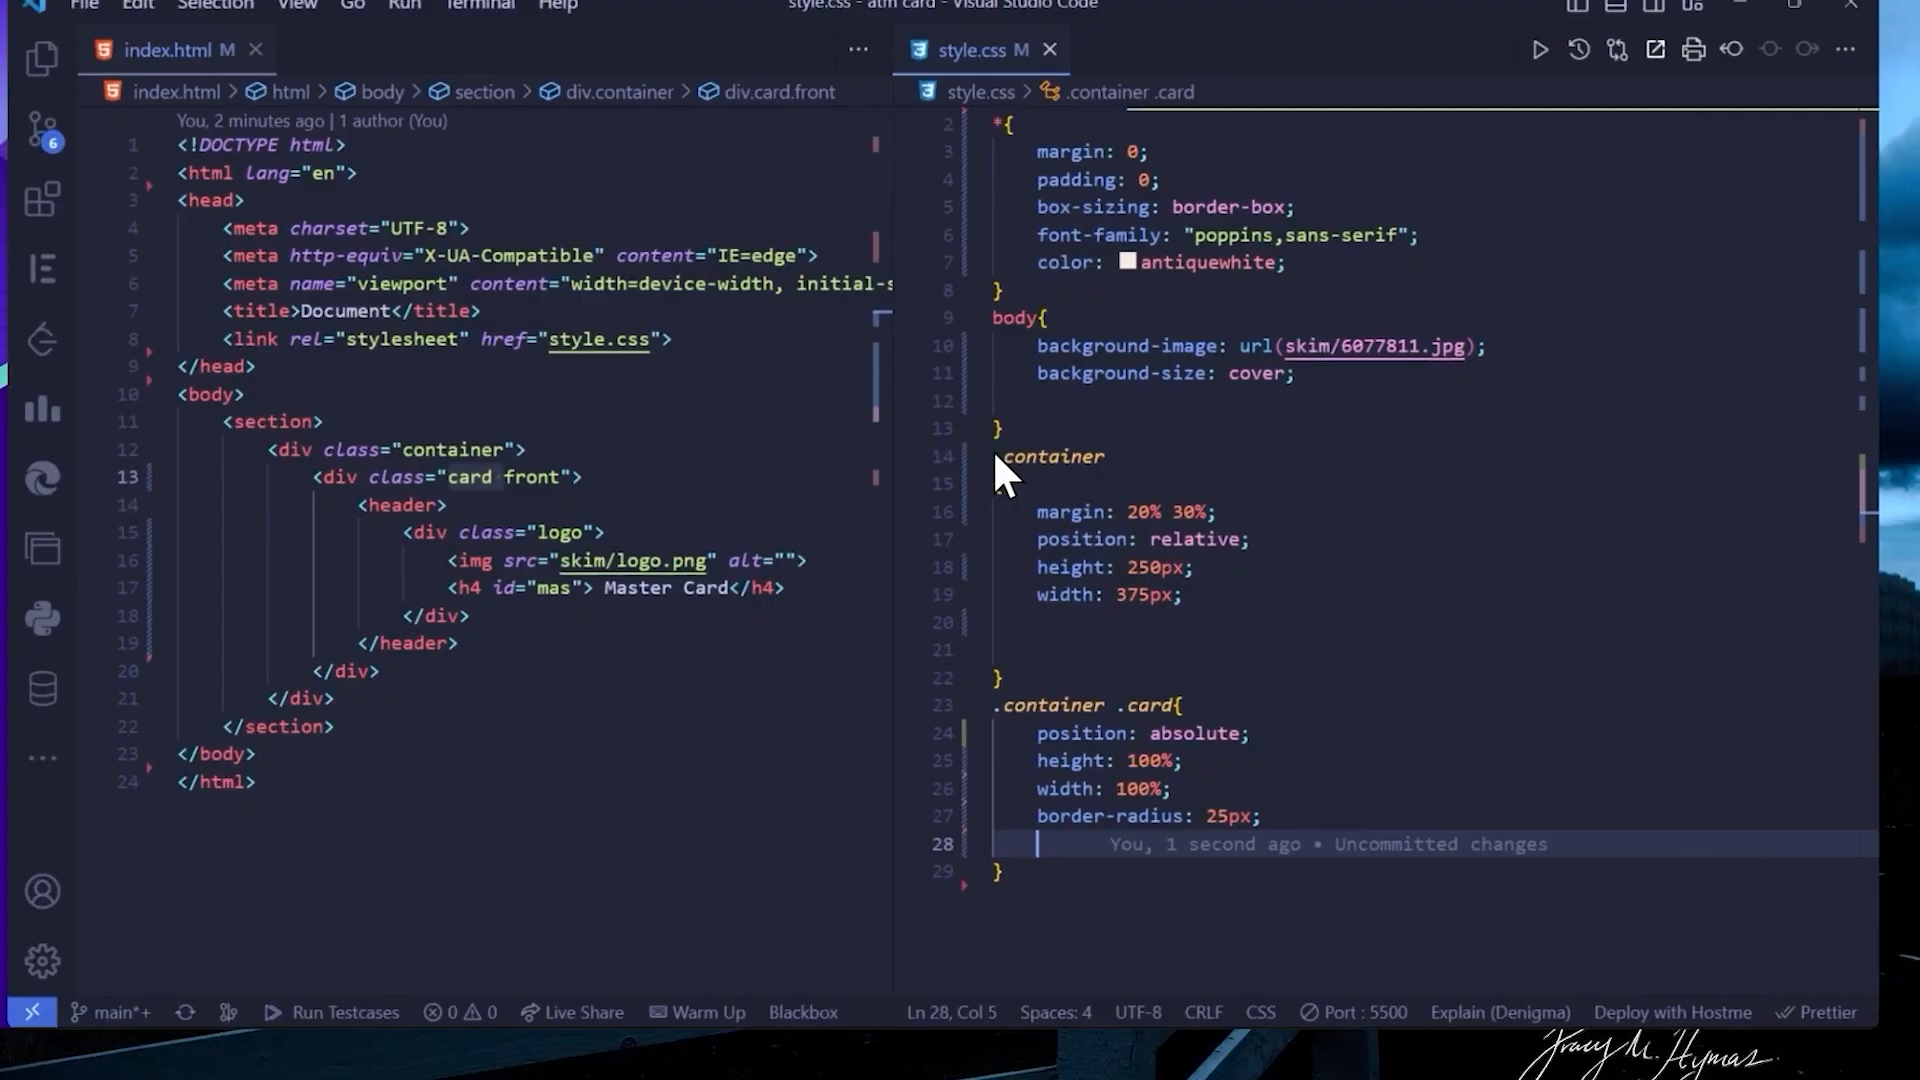 File Edit Selection View Go Run Terminal Help
style.css - atm card - Visual Studio Code
index.html M
index.html > html > body > section > div.container > div.card.front
You, 2 minutes ago | 1 author (You)
1 <!DOCTYPE html>
2 <html lang="en">
3 <head>
4 <meta charset="UTF-8">
5 <meta http-equiv="X-UA-Compatible" content="IE=edge">
6 <meta name="viewport" content="width=device-width, initial-s
7 <title>Document</title>
8 <link rel="stylesheet" href="style.css">
9 </head>
10 <body>
11 <section>
12 <div class="container">
13 <div class="card front">
14 <header>
15 <div class="logo">
16 <img src="skim/logo.png" alt="">
17 <h4 id="mas"> Master Card</h4>
18 </div>
19 </header>
20 </div>
21 </div>
22 </section>
23 </body>
24 </html>
style.css M
style.css > .container .card
2 *{
3 margin: 0;
4 padding: 0;
5 box-sizing: border-box;
6 font-family: "poppins,sans-serif";
7 color: antiquewhite;
8 }
9 body{
10 background-image: url(skim/6077811.jpg);
11 background-size: cover;
12
13 }
14 container
15
16 margin: 20% 30%;
17 position: relative;
18 height: 250px;
19 width: 375px;
20
21
22 }
23 .container .card{
24 position: absolute;
25 height: 100%;
26 width: 100%;
27 border-radius: 25px;
28 You, 1 second ago • Uncommitted changes
29 }
6
main*+ Run Testcases 0 0 Live Share Warm Up Blackbox Ln 28, Col 5 Spaces: 4 UTF-8 CRLF CSS Port : 5500 Explain (Denigma) Deploy with Hostme Prettier
Tracy M. Hymas